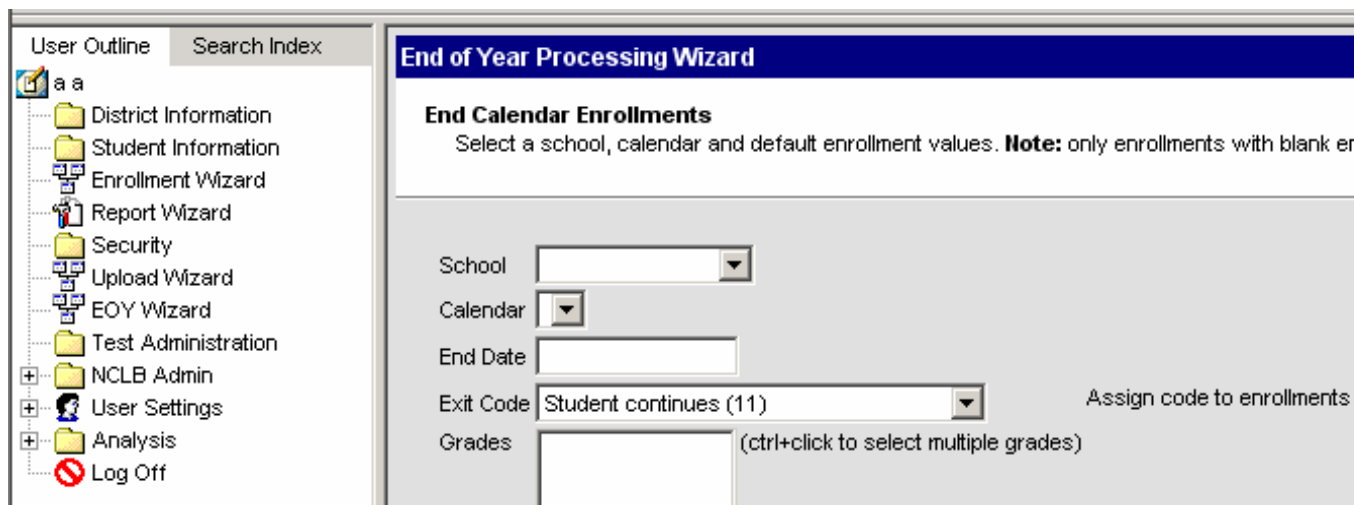 User Outline Search Index
a a
District Information
Student Information
Enrollment Wizard
Report Wizard
Security
Upload Wizard
EOY Wizard
Test Administration
NCLB Admin
User Settings
Analysis
Log Off
End of Year Processing Wizard
End Calendar Enrollments
Select a school, calendar and default enrollment values. Note: only enrollments with blank
School
Calendar
End Date
Exit Code Student continues (11) Assign code to enrollments
Grades (ctrl+click to select multiple grades)